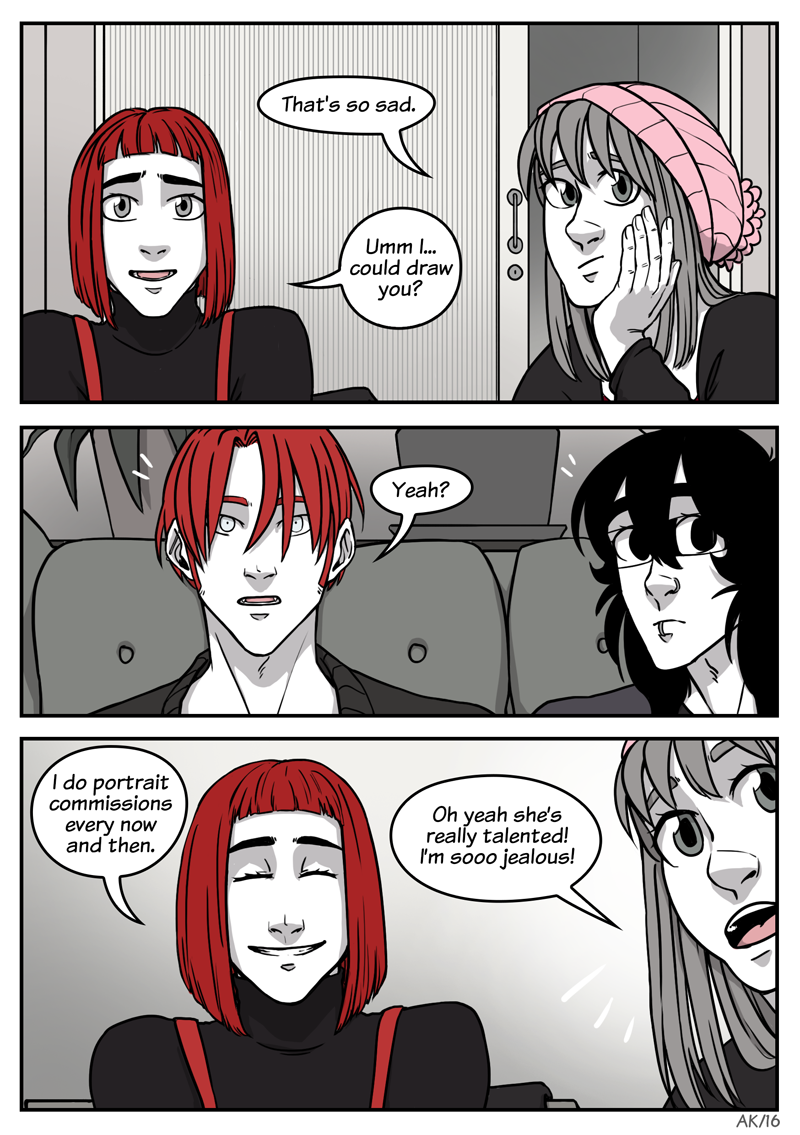 That's so sad.
Umm I...
could draw
you?
Yeah?
I do portrait
commissions
every now
and then.
Oh yeah she's
really talented!
I'm sooo jealous!
AK/16